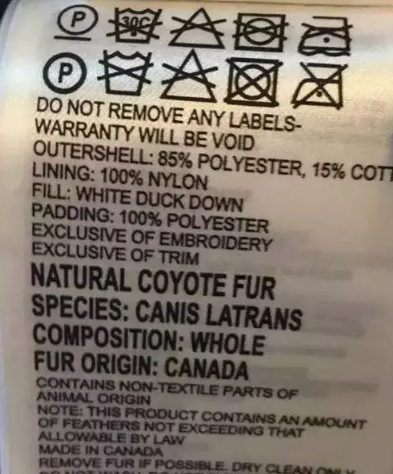 P 30C
P
DO NOT REMOVE ANY LABELS-
WARRANTY WILL BE VOID
OUTERSHELL: 85% POLYESTER, 15% COTT
LINING: 100% NYLON
FILL: WHITE DUCK DOWN
PADDING: 100% POLYESTER
EXCLUSIVE OF EMBROIDERY
EXCLUSIVE OF TRIM
NATURAL COYOTE FUR
SPECIES: CANIS LATRANS
COMPOSITION: WHOLE
FUR ORIGIN: CANADA
CONTAINS NON-TEXTILE PARTS OF
ANIMAL ORIGIN
NOTE: THIS PRODUCT CONTAINS AN AMOUNT
OF FEATHERS NOT EXCEEDING THAT
ALLOWABLE BY LAW
MADE IN CANADA
REMOVE FUR IF POSSIBLE. DRY CLEAN ONLY